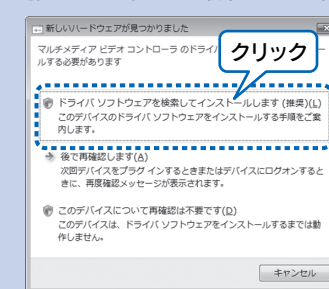 新しいハードウェアが見つかりました
マルチメディア ビデオ コントローラ のドライ
ルする必要があります
クリック
ドライバ ソフトウェアを検索してインストールします (推奨)(L)
このデバイスのドライバ ソフトウェアをインストールする手順をご案
内します。
後で再確認します(A)
次回デバイスをプラグ インするときまたはデバイスにログオンすると
きに、再度確認メッセージが表示されます。
このデバイスについて再確認は不要です(D)
このデバイスは、ドライバ ソフトウェアをインストールするまでは動
作しません。
キャンセル